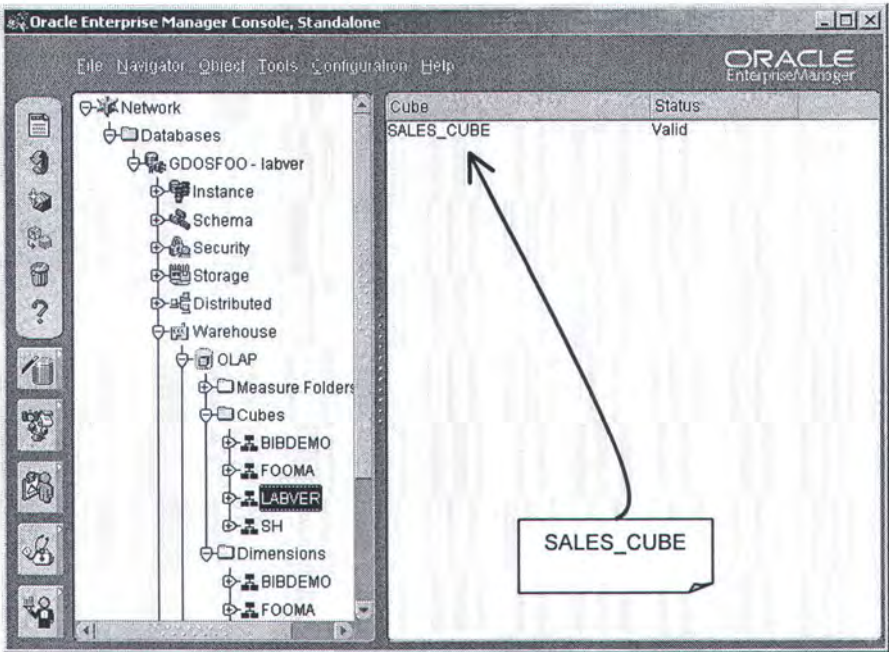 Oracle Enterprise Manager Console, Standalone
File Navigator Object Tools Configuration Help
ORACLE
EnterpriseManager
Network
Databases
GDOSFOO - labver
Instance
Schema
Security
Storage
Distributed
Warehouse
OLAP
Measure Folders
Cubes
BIBDEMO
FOOMA
LABVER
SH
Dimensions
BIBDEMO
FOOMA
Cube Status
SALES_CUBE Valid
SALES_CUBE